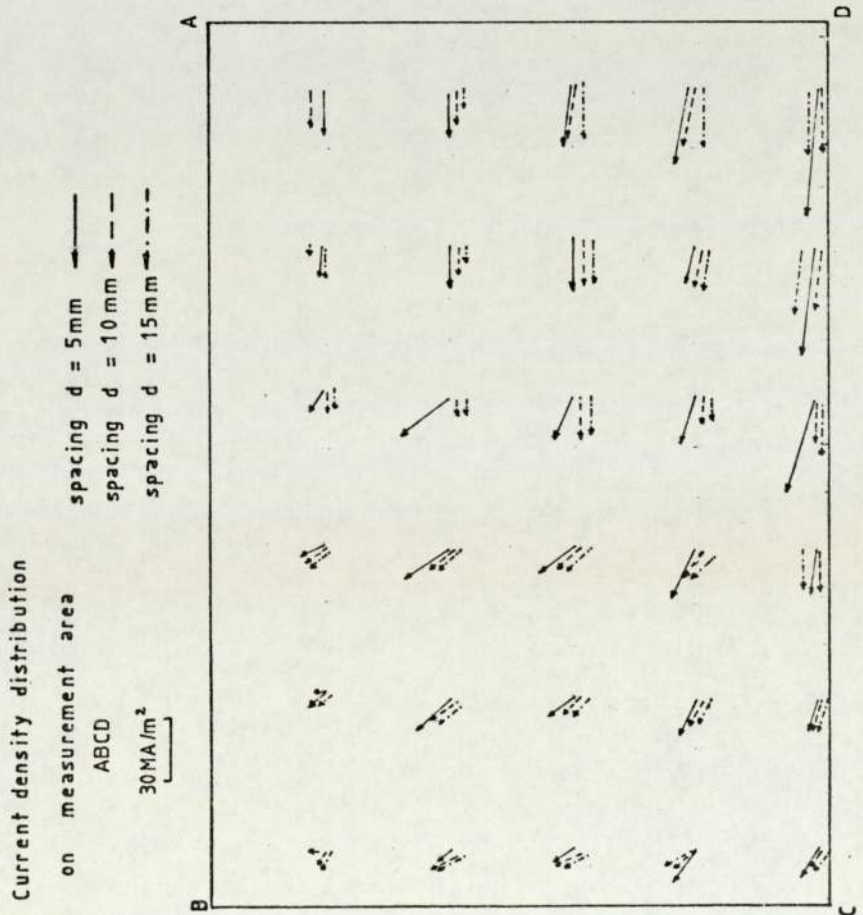 Current density distribution
on measurement area
ABCD
30MA/m²
spacing d = 5mm
spacing d = 10mm
spacing d = 15mm
A
B
C
D